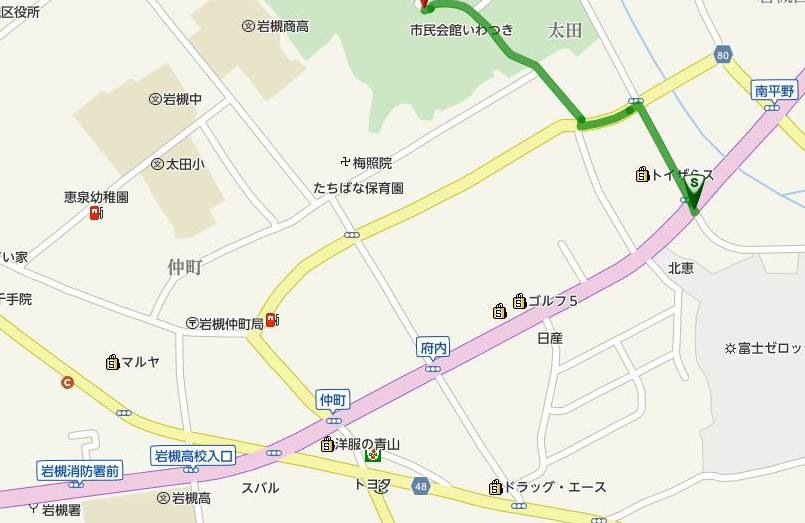 区役所
岩槻商高
市民会館いわつき
太田
80
南平野
岩槻中
太田小
梅照院
トイザらス
S
恵泉幼稚園
たちばな保育園
い家
仲町
北恵
千手院
ゴルフ5
岩槻仲町局
日産
府内
富士ゼロッ
マルヤ
C
仲町
洋服の青山
岩槻高校入口
岩槻消防署前
トヨタ
48
スバル
ドラッグ・エース
岩槻高
岩槻署